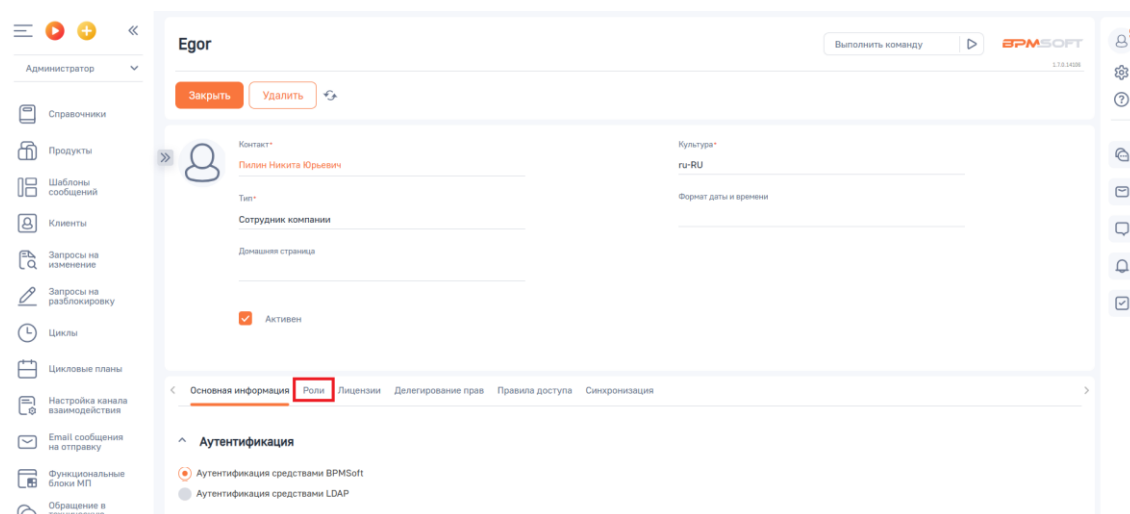 Egor
Выполнить команду
BPMSOFT
Администратор
Закрыть
Удалить
Справочники
Продукты
Шаблоны
сообщений
Клиенты
Запросы на
изменение
Запросы на
разблокировку
Циклы
Цикловые планы
Настройка канала
взаимодействия
Email сообщения
на отправку
Функциональные
блоки МП
Обращение в
Контакт*
Пилин Никита Юрьевич
Культура*
ru-RU
Тип*
Сотрудник компании
Формат даты и времени
Домашняя страница
Активен
Основная информация Роли Лицензии Делегирование прав Правила доступа Синхронизация
Аутентификация
Аутентификация средствами BPMSoft
Аутентификация средствами LDAP